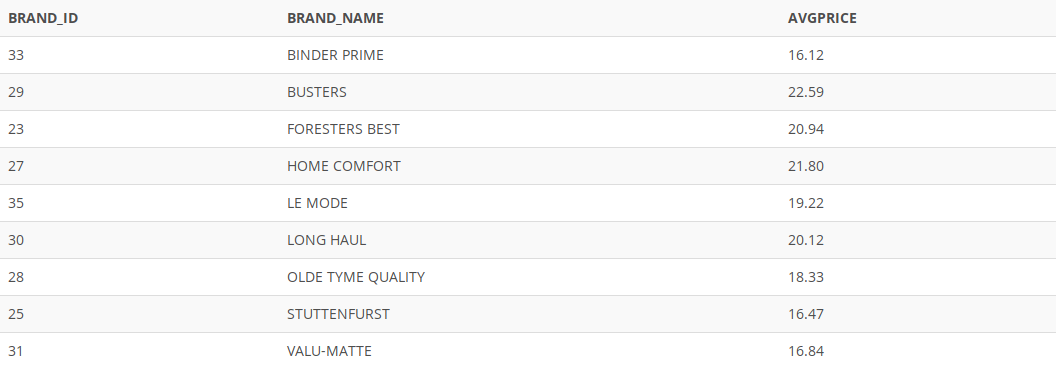 BRAND_ID BRAND_NAME AVGPRICE
33 BINDER PRIME 16.12
29 BUSTERS 22.59
23 FORESTERS BEST 20.94
27 HOME COMFORT 21.80
35 LE MODE 19.22
30 LONG HAUL 20.12
28 OLDE TYME QUALITY 18.33
25 STUTTENFURST 16.47
31 VALU-MATTE 16.84